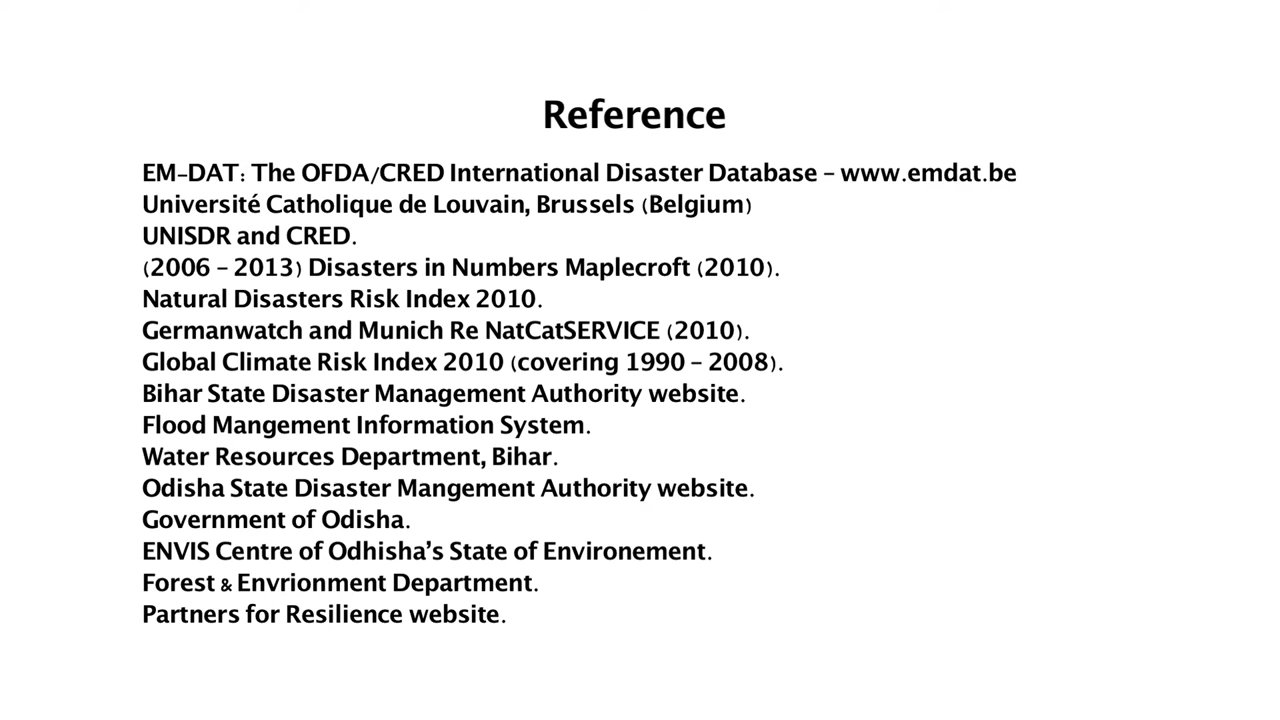 Reference
EM-DAT: The OFDA/CRED International Disaster Database – www.emdat.be
Université Catholique de Louvain, Brussels (Belgium)
UNISDR and CRED.
(2006 – 2013) Disasters in Numbers Maplecroft (2010).
Natural Disasters Risk Index 2010.
Germanwatch and Munich Re NatCatSERVICE (2010).
Global Climate Risk Index 2010 (covering 1990 – 2008).
Bihar State Disaster Management Authority website.
Flood Mangement Information System.
Water Resources Department, Bihar.
Odisha State Disaster Mangement Authority website.
Government of Odisha.
ENVIS Centre of Odhisha’s State of Environement.
Forest & Envrionment Department.
Partners for Resilience website.